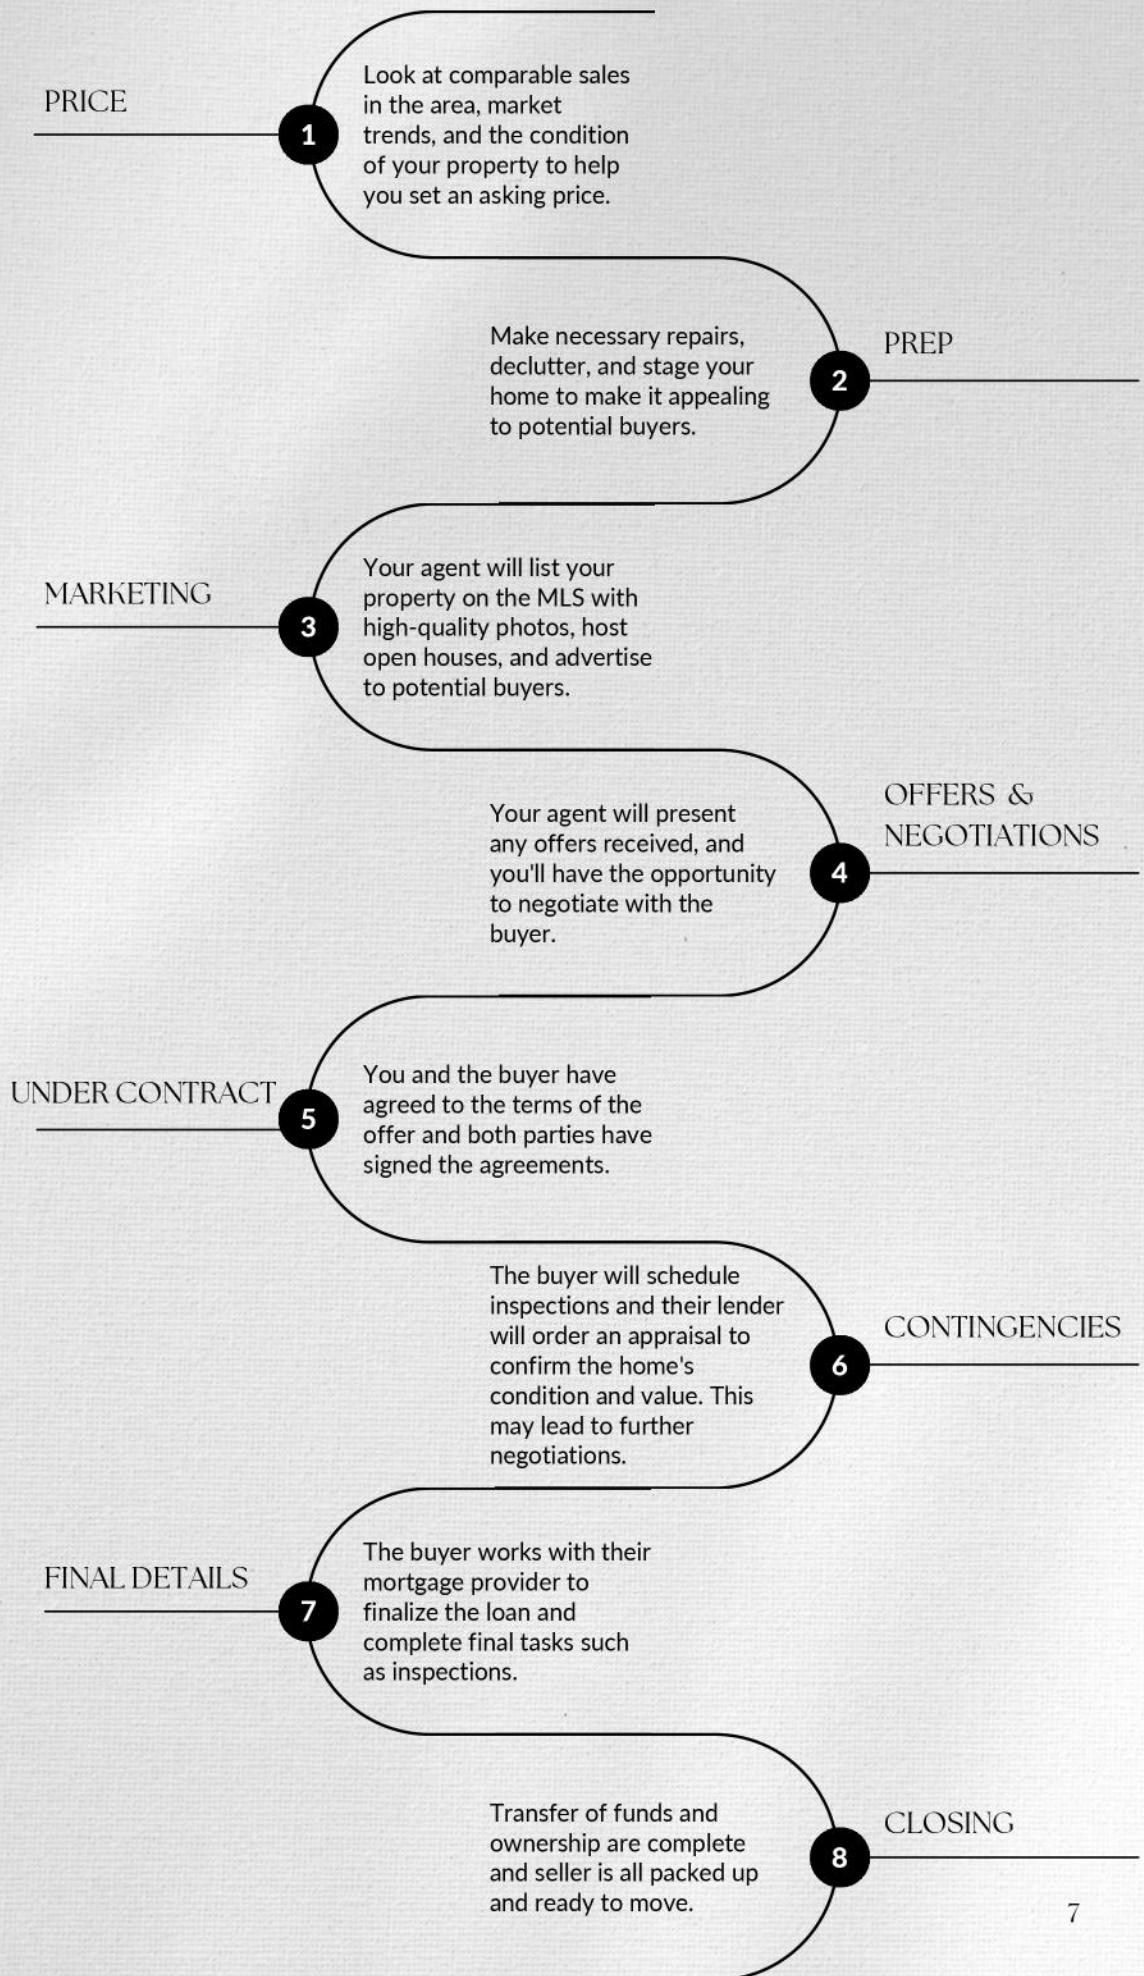 PRICE
1
Look at comparable sales
in the area, market
trends, and the condition
of your property to help
you set an asking price.
Make necessary repairs,
declutter, and stage your
home to make it appealing
to potential buyers.
2
PREP
MARKETING
3
Your agent will list your
property on the MLS with
high-quality photos, host
open houses, and advertise
to potential buyers.
Your agent will present
any offers received, and
you'll have the opportunity
to negotiate with the
buyer.
4
OFFERS &
NEGOTIATIONS
UNDER CONTRACT
5
You and the buyer have
agreed to the terms of the
offer and both parties have
signed the agreements.
The buyer will schedule
inspections and their lender
will order an appraisal to
confirm the home's
condition and value. This
may lead to further
negotiations.
6
CONTINGENCIES
FINAL DETAILS
7
The buyer works with their
mortgage provider to
finalize the loan and
complete final tasks such
as inspections.
Transfer of funds and
ownership are complete
and seller is all packed up
and ready to move.
8
CLOSING
7